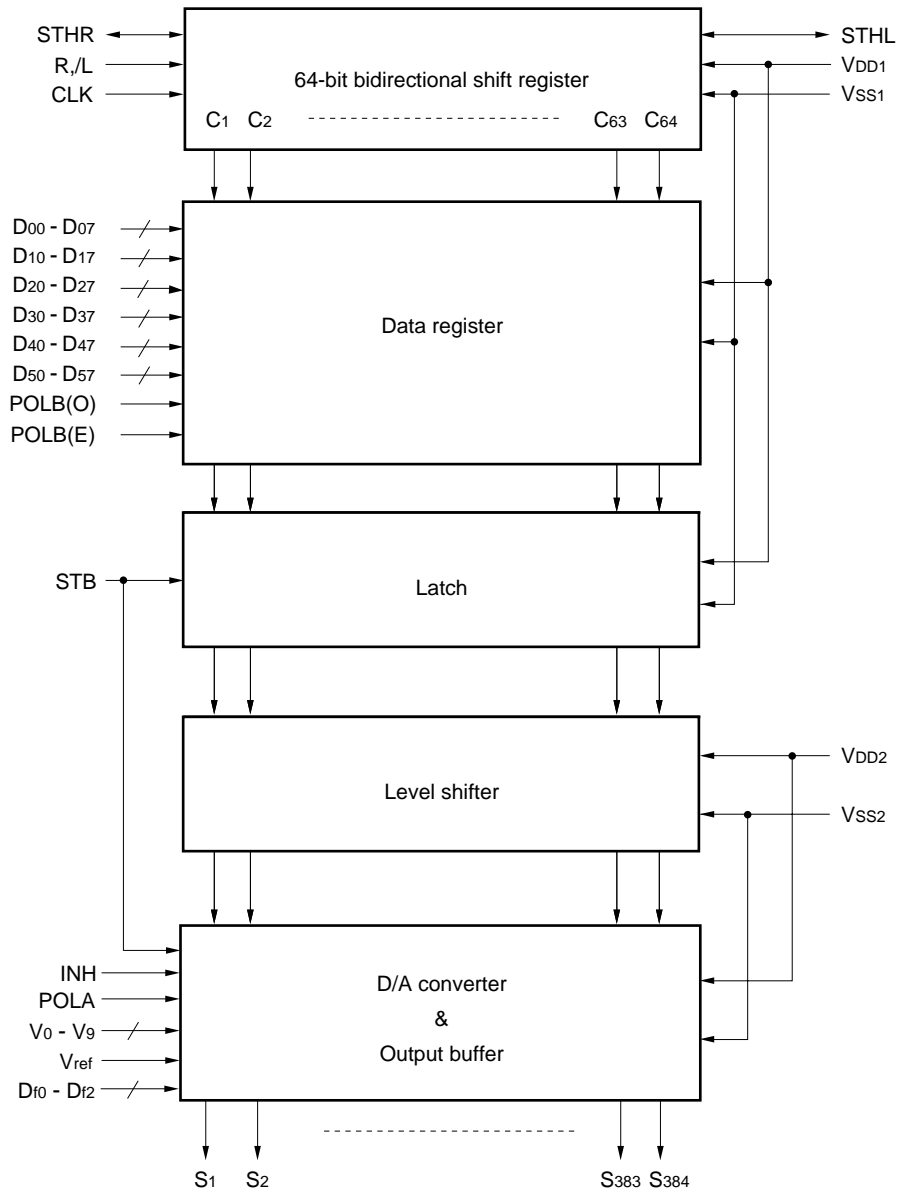 STHR
STHL
R,/L
64-bit bidirectional shift register
VDD1
CLK
VSS1
C1 C2 C63 C64
D00 - D07
D10 - D17
D20 - D27
D30 - D37
Data register
D40 - D47
D50 - D57
POLB(O)
POLB(E)
STB
Latch
VDD2
Level shifter
VSS2
INH
D/A converter
POLA
&
V0 - V9
Output buffer
Vref
Df0 - Df2
S1 S2 S383 S384